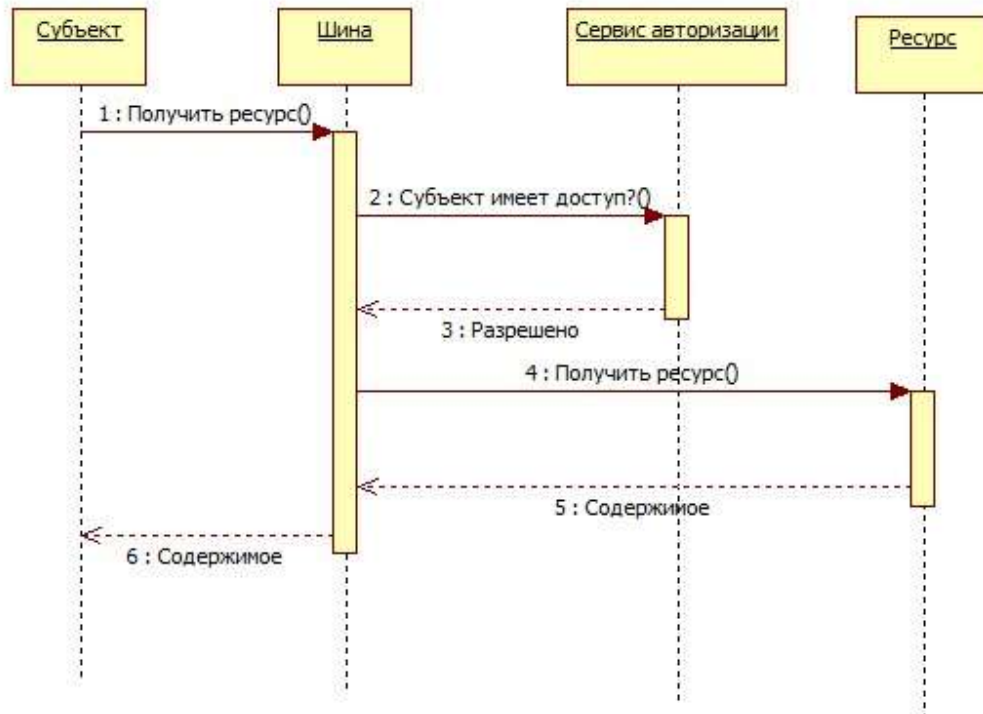 Субъект
Шина
Сервис авторизации
Ресурс
1 : Получить ресурс()
2 : Субъект имеет доступ?()
3 : Разрешено
4 : Получить ресурс()
5 : Содержимое
6 : Содержимое